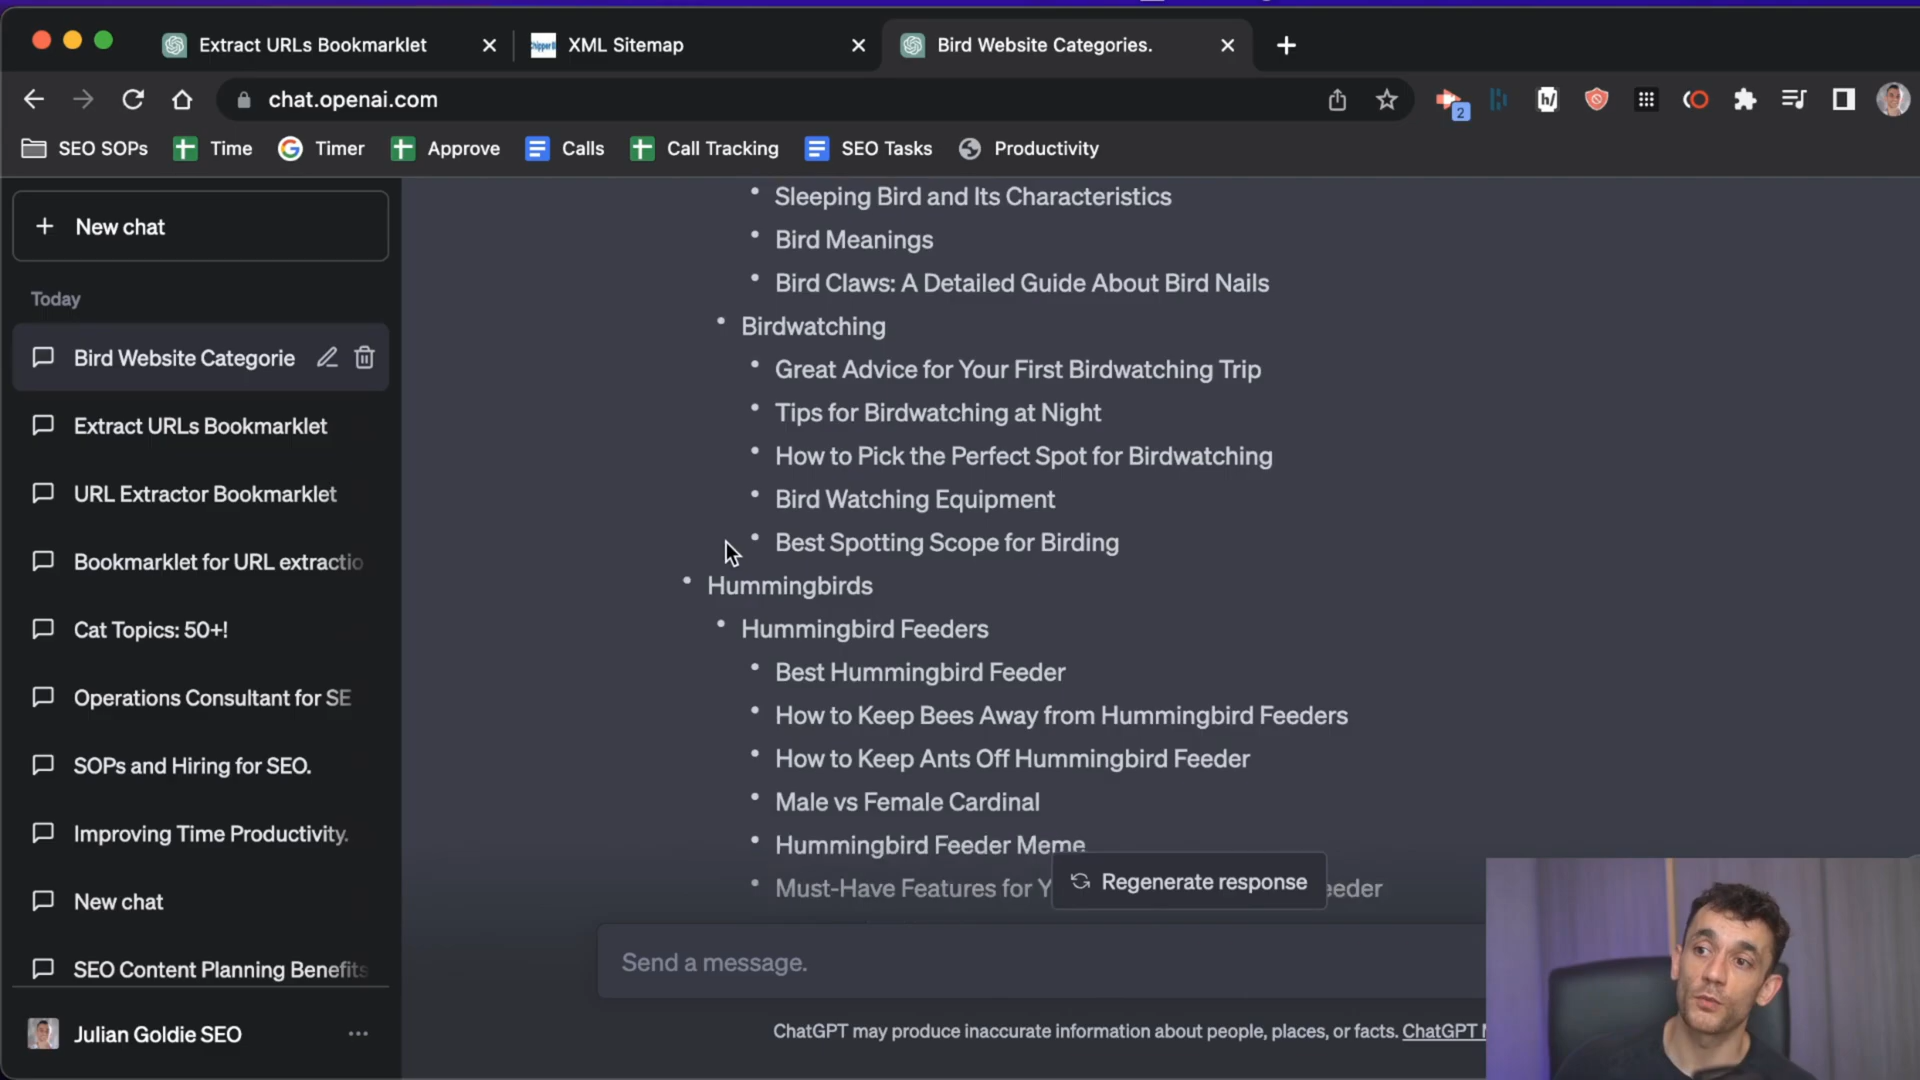 Extract URLs Bookmarklet
XML Sitemap
Bird Website Categories.
chat.openai.com
2
SEO SOPs
Time
Timer
Approve
Calls
Call Tracking
SEO Tasks
Productivity
New chat
Today
Bird Website Categorie
Extract URLs Bookmarklet
URL Extractor Bookmarklet
Bookmarklet for URL extractio
Cat Topics: 50+!
Operations Consultant for SE
SOPs and Hiring for SEO.
Improving Time Productivity.
New chat
SEO Content Planning Benefits
Julian Goldie SEO
Sleeping Bird and Its Characteristics
Bird Meanings
Bird Claws: A Detailed Guide About Bird Nails
Birdwatching
Great Advice for Your First Birdwatching Trip
Tips for Birdwatching at Night
How to Pick the Perfect Spot for Birdwatching
Bird Watching Equipment
Best Spotting Scope for Birding
Hummingbirds
Hummingbird Feeders
Best Hummingbird Feeder
How to Keep Bees Away from Hummingbird Feeders
How to Keep Ants Off Hummingbird Feeder
Male vs Female Cardinal
Hummingbird Feeder Meme
Must-Have Features for Y eeder
Regenerate response
Send a message.
ChatGPT may produce inaccurate information about people, places, or facts. ChatGPT